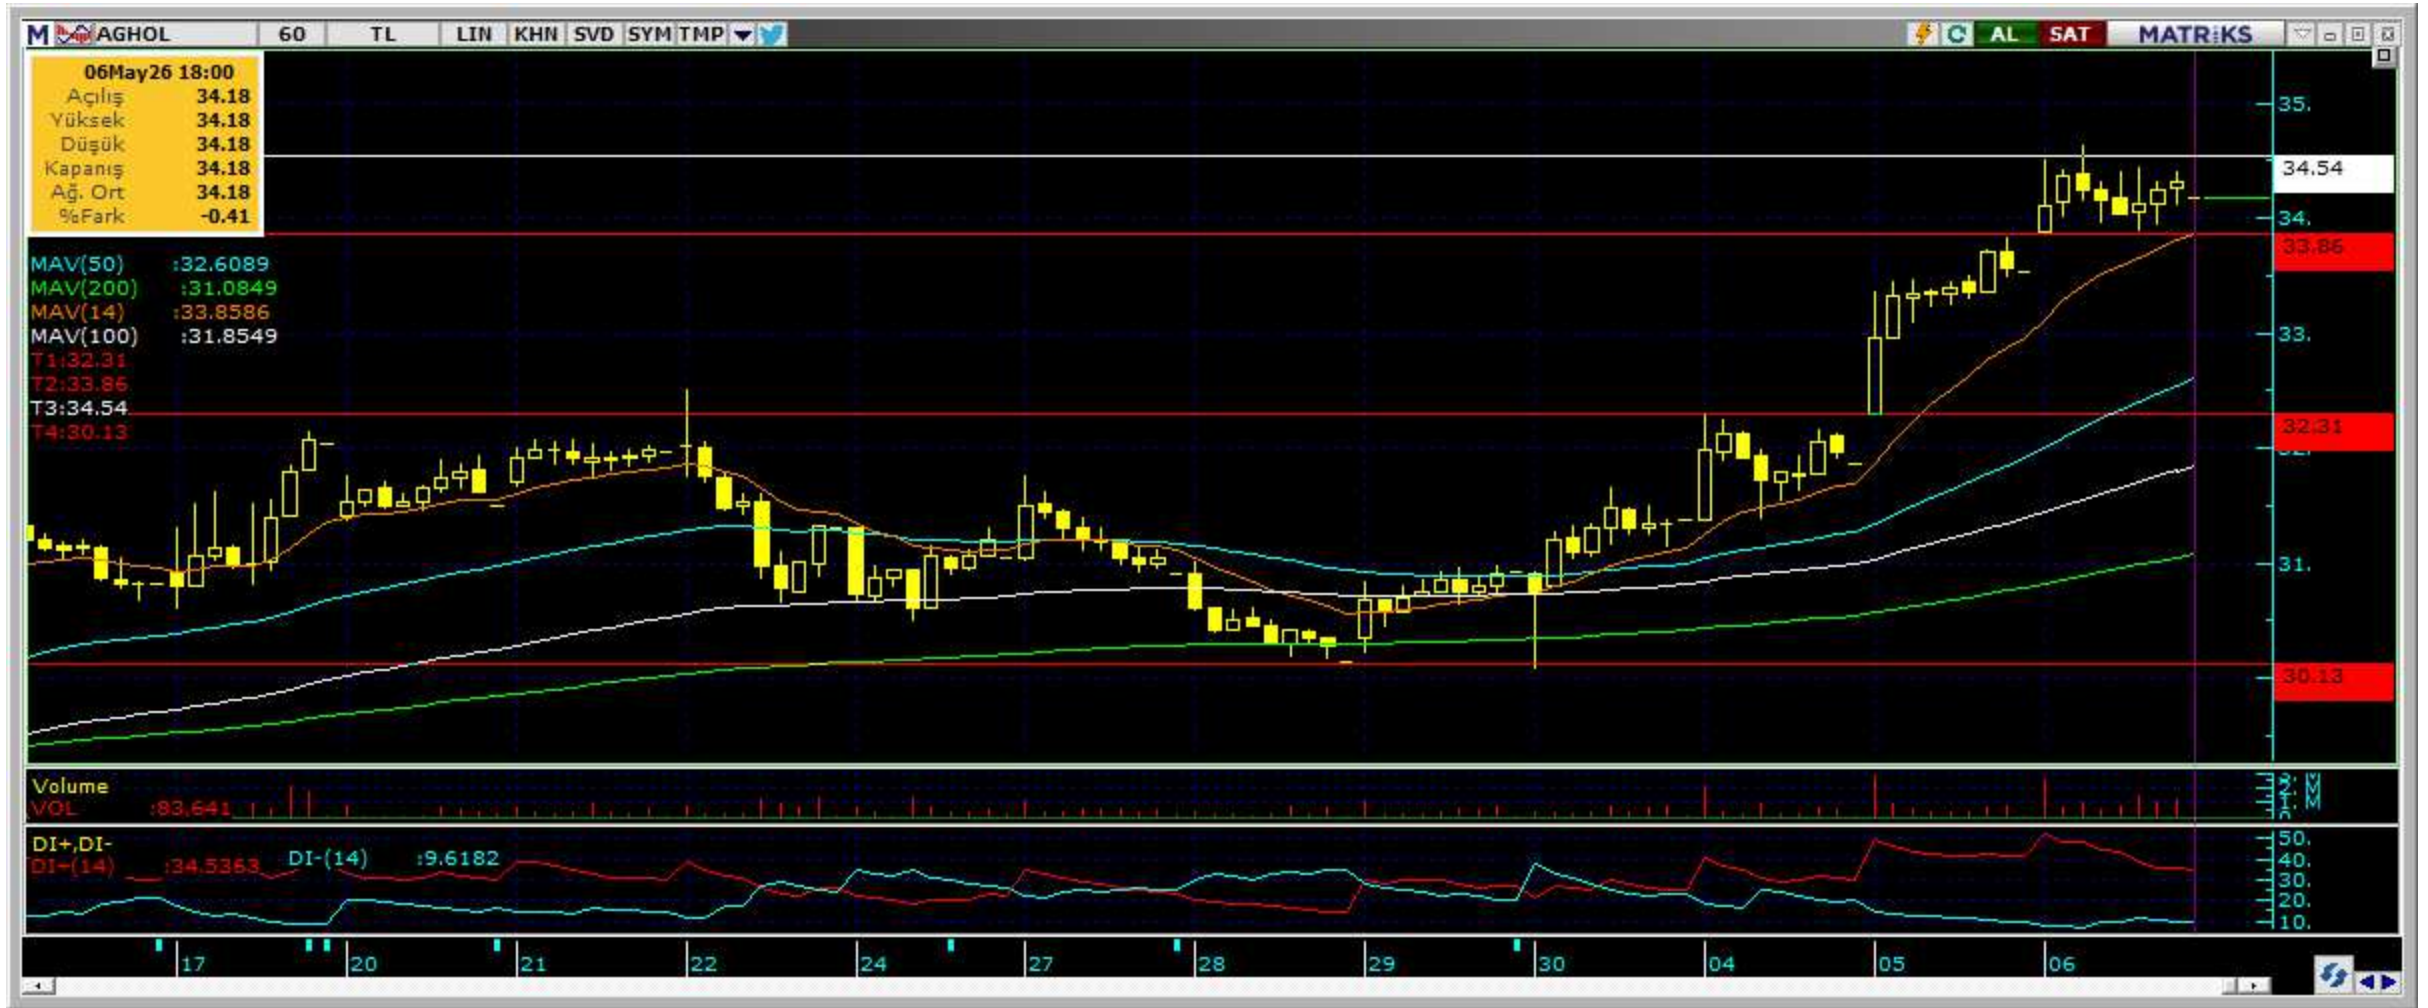 M AGHOL 60 TL LIN KHN SVD SYM TMP AL SAT MATRiKS
06May26 18:00
Açılış 34.18
Yüksek 34.18
Düşük 34.18
Kapanış 34.18
Ağ. Ort 34.18
%Fark -0.41
MAV(50) :32.6089
MAV(200) :31.0849
MAV(14) :33.8586
MAV(100) :31.8549
T1:32.31
T2:33.86
T3:34.54
T4:30.13
35.
34.54
34.
33.86
33.
32.31
32.
31.
30.13
Volume
VOL :83,641
2. M
1. M
0
DI+,DI-
DI+(14) :34.5363 DI-(14) :9.6182
50.
40.
30.
20.
10.
17 20 21 22 24 27 28 29 30 04 05 06